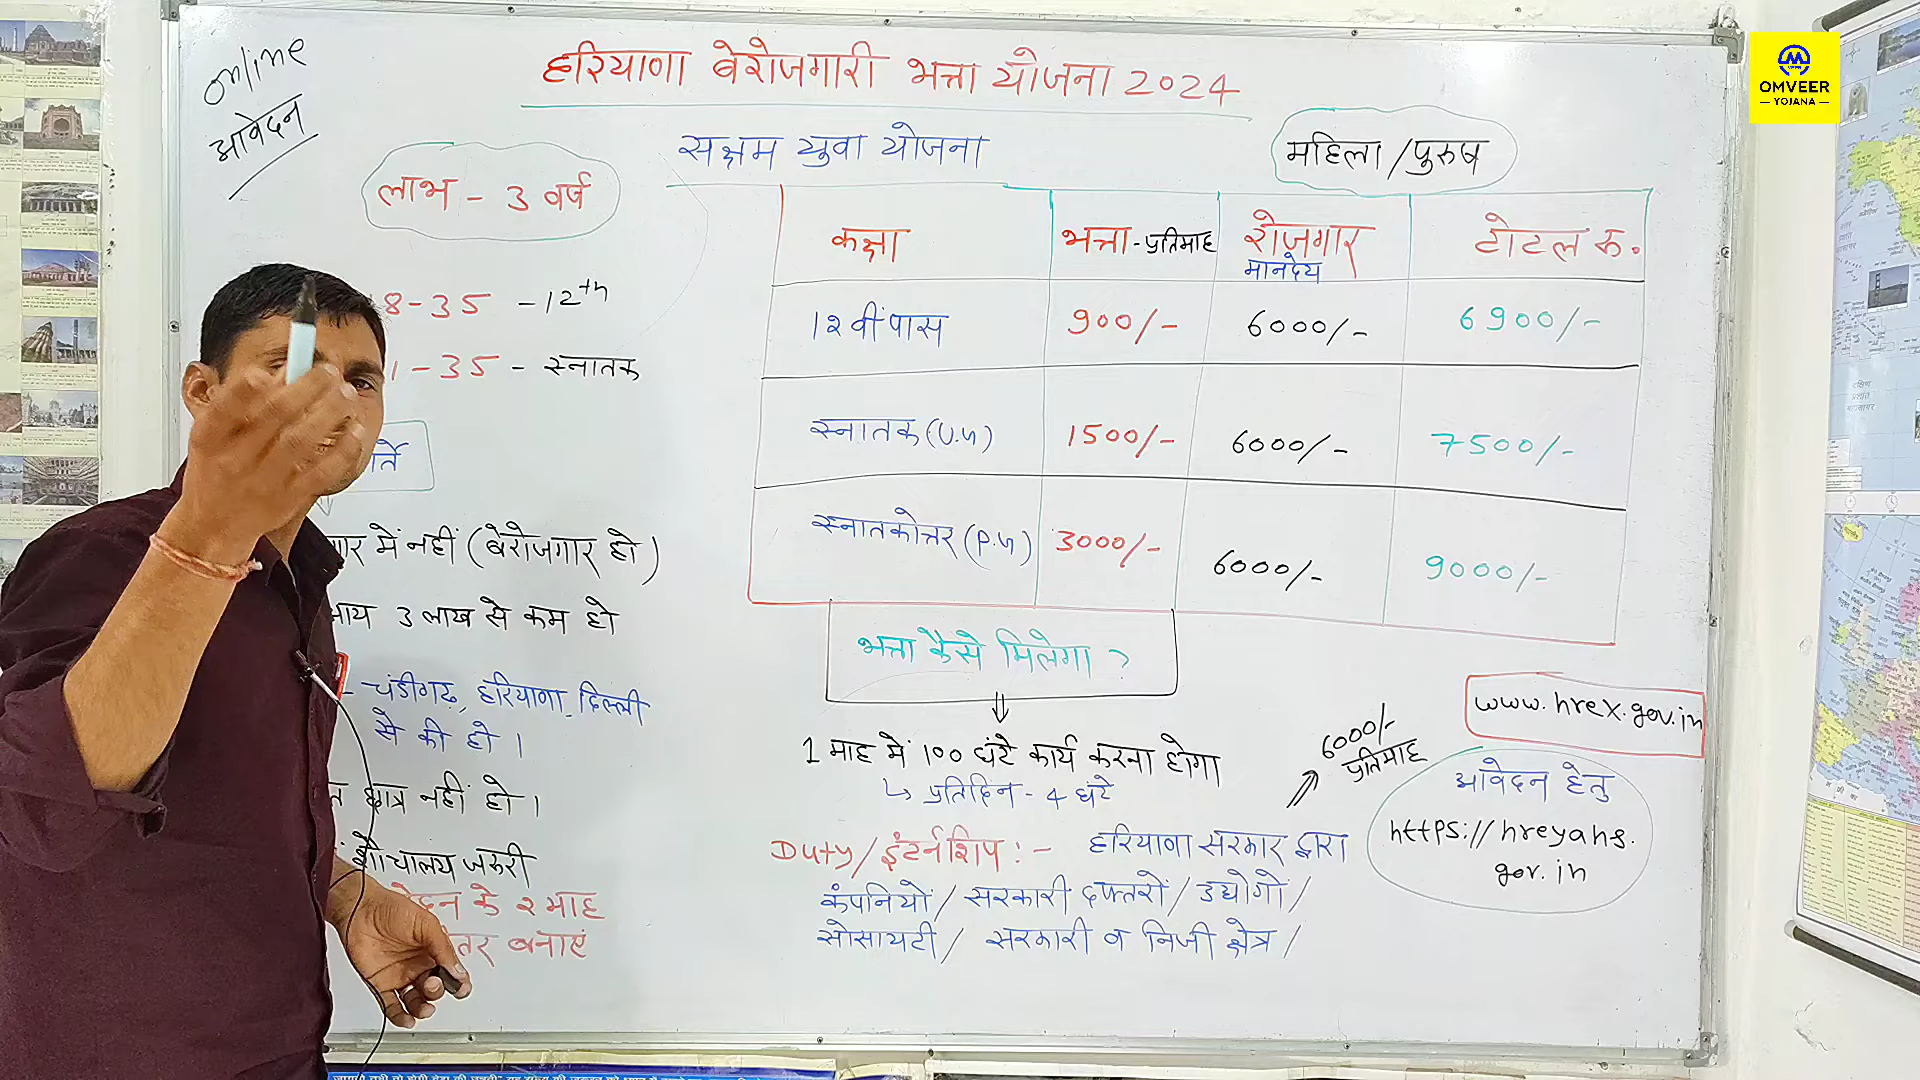 online
आवेदन
हरियाणा बेरोजगारी भत्ता योजना 2024
सक्षम युवा योजना
महिला/पुरुष
लाभ - 3 वर्ष
8-35 - 12th
1-35 - स्नातक
र्ते
में नहीं (बेरोजगार हो)
आय 3 लाख से कम हो
- चंडीगढ़, हरियाणा, दिल्ली
से की हो।
छात्र नहीं हो।
शौचालय जरूरी
के २ माह
बनाएं
कक्षा भत्ता - प्रतिमाह रोज़गार मानदेय टोटल रु.
१२वीं पास 900/- 6000/- 6900/-
स्नातक (U.G) 1500/- 6000/- 7500/-
स्नातकोत्तर (P.G) 3000/- 6000/- 9000/-
भत्ता कैसे मिलेगा ?
1 माह में १०० घंटे कार्य करना होगा
↳ प्रतिदिन - 4 घंटे
6000/-
प्रतिमाह
Duty/इंटर्नशिप :- हरियाणा सरकार द्वारा
कंपनियों/ सरकारी दफ्तरों/ उद्योगों/
सोसायटी/ सरकारी व निजी क्षेत्र/
www.hrex.gov.in
आवेदन हेतु
https://hreyahs.
gov.in
OMVEER
YOJANA